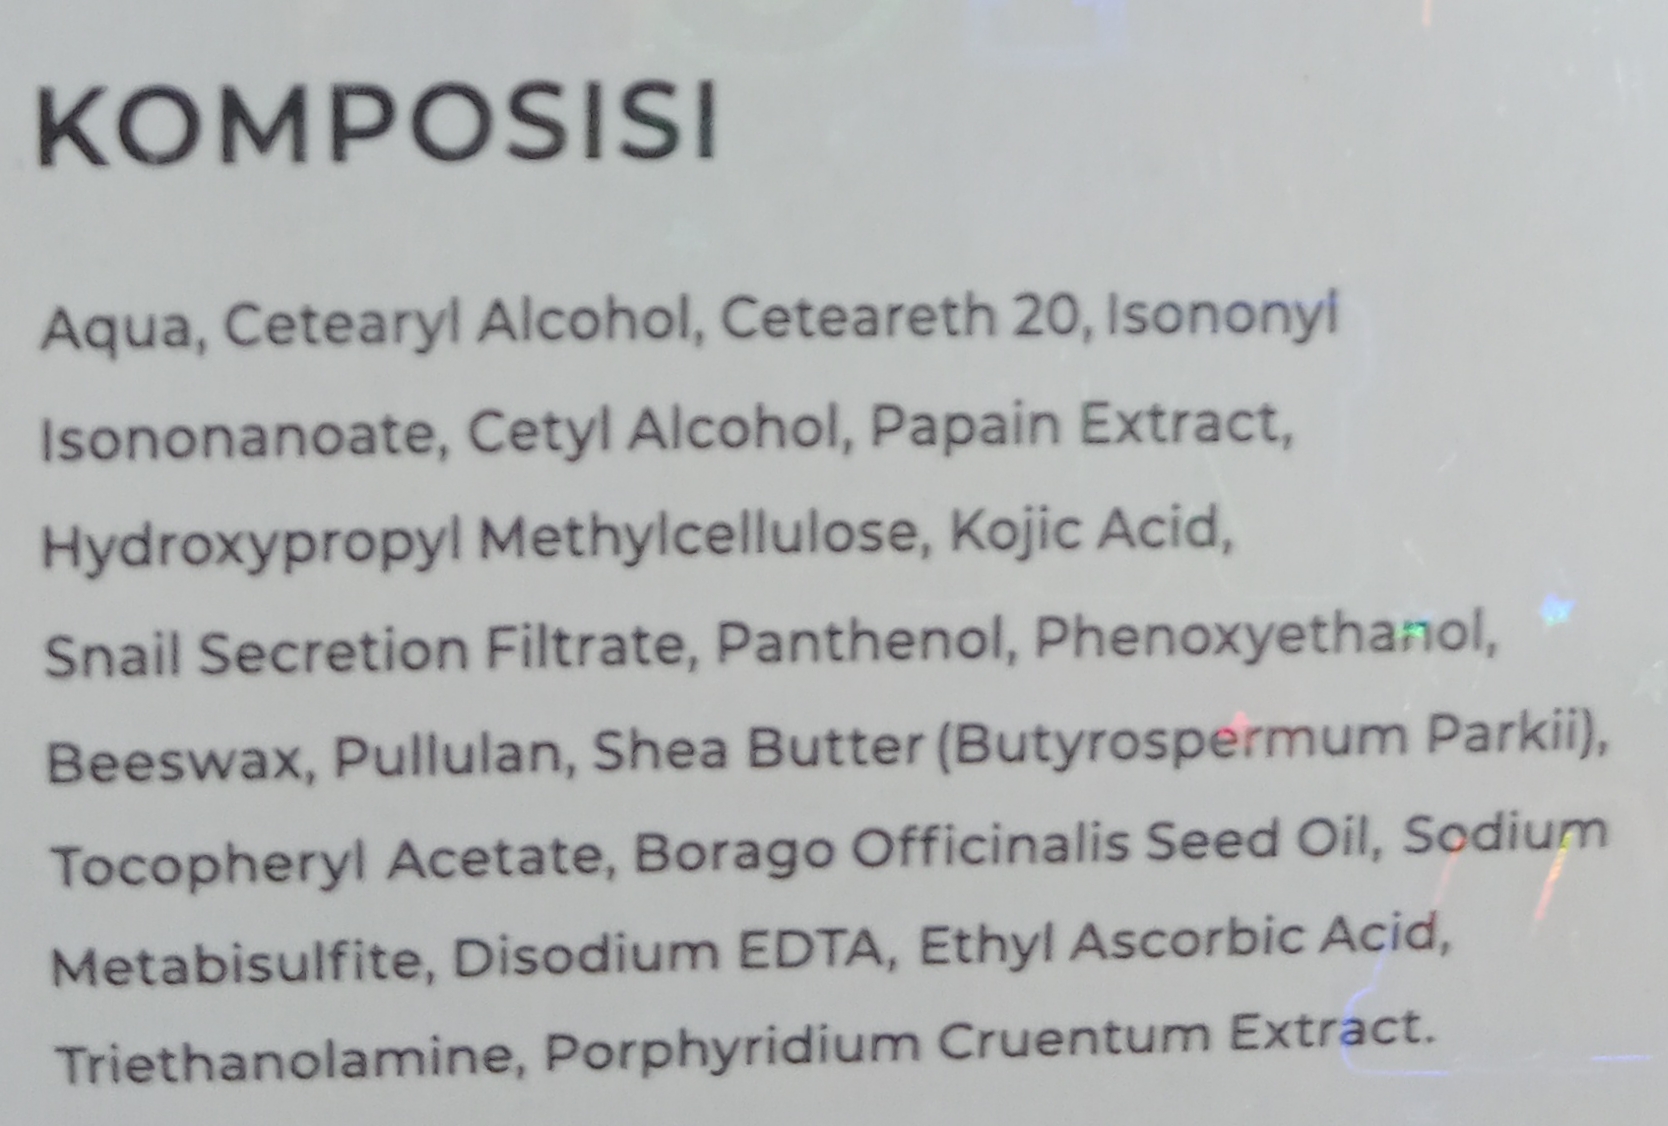 KOMPOSISI
Aqua, Cetearyl Alcohol, Ceteareth 20, Isononyl
Isononanoate, Cetyl Alcohol, Papain Extract,
Hydroxypropyl Methylcellulose, Kojic Acid,
Snail Secretion Filtrate, Panthenol, Phenoxyethanol,
Beeswax, Pullulan, Shea Butter (Butyrospermum Parkii),
Tocopheryl Acetate, Borago Officinalis Seed Oil, Sodium
Metabisulfite, Disodium EDTA, Ethyl Ascorbic Acid,
Triethanolamine, Porphyridium Cruentum Extract.